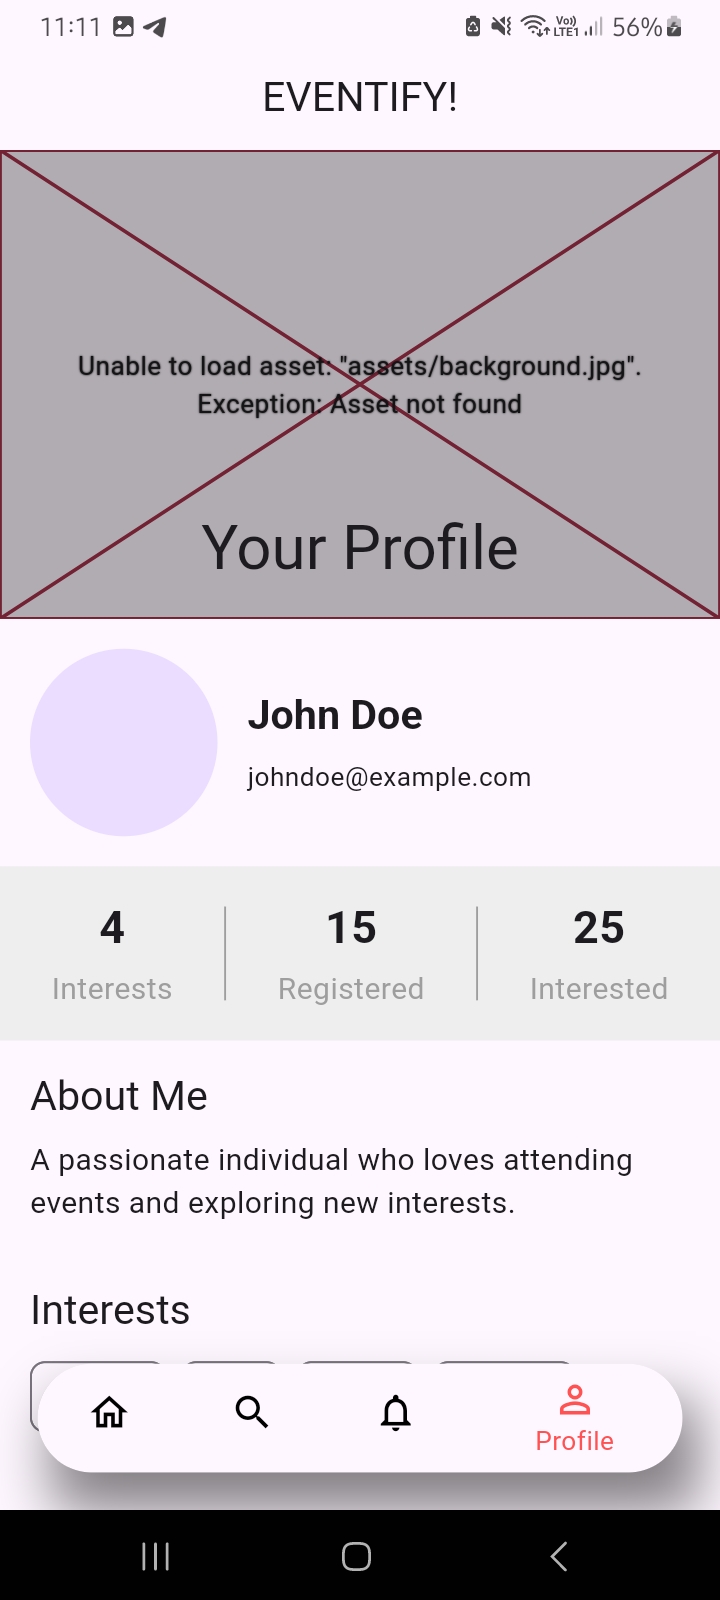 11:11
Vo))
LTE1
56%
EVENTIFY!
Unable to load asset: "assets/background.jpg".
Exception: Asset not found
Your Profile
John Doe
johndoe@example.com
4
15
25
Interests
Registered
Interested
About Me
A passionate individual who loves attending
events and exploring new interests.
Interests
Profile